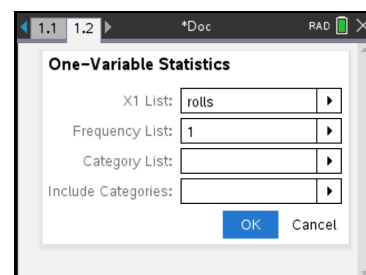 1.1 1.2 *Doc RAD
One-Variable Statistics
X1 List: rolls
Frequency List: 1
Category List:
Include Categories:
OK Cancel